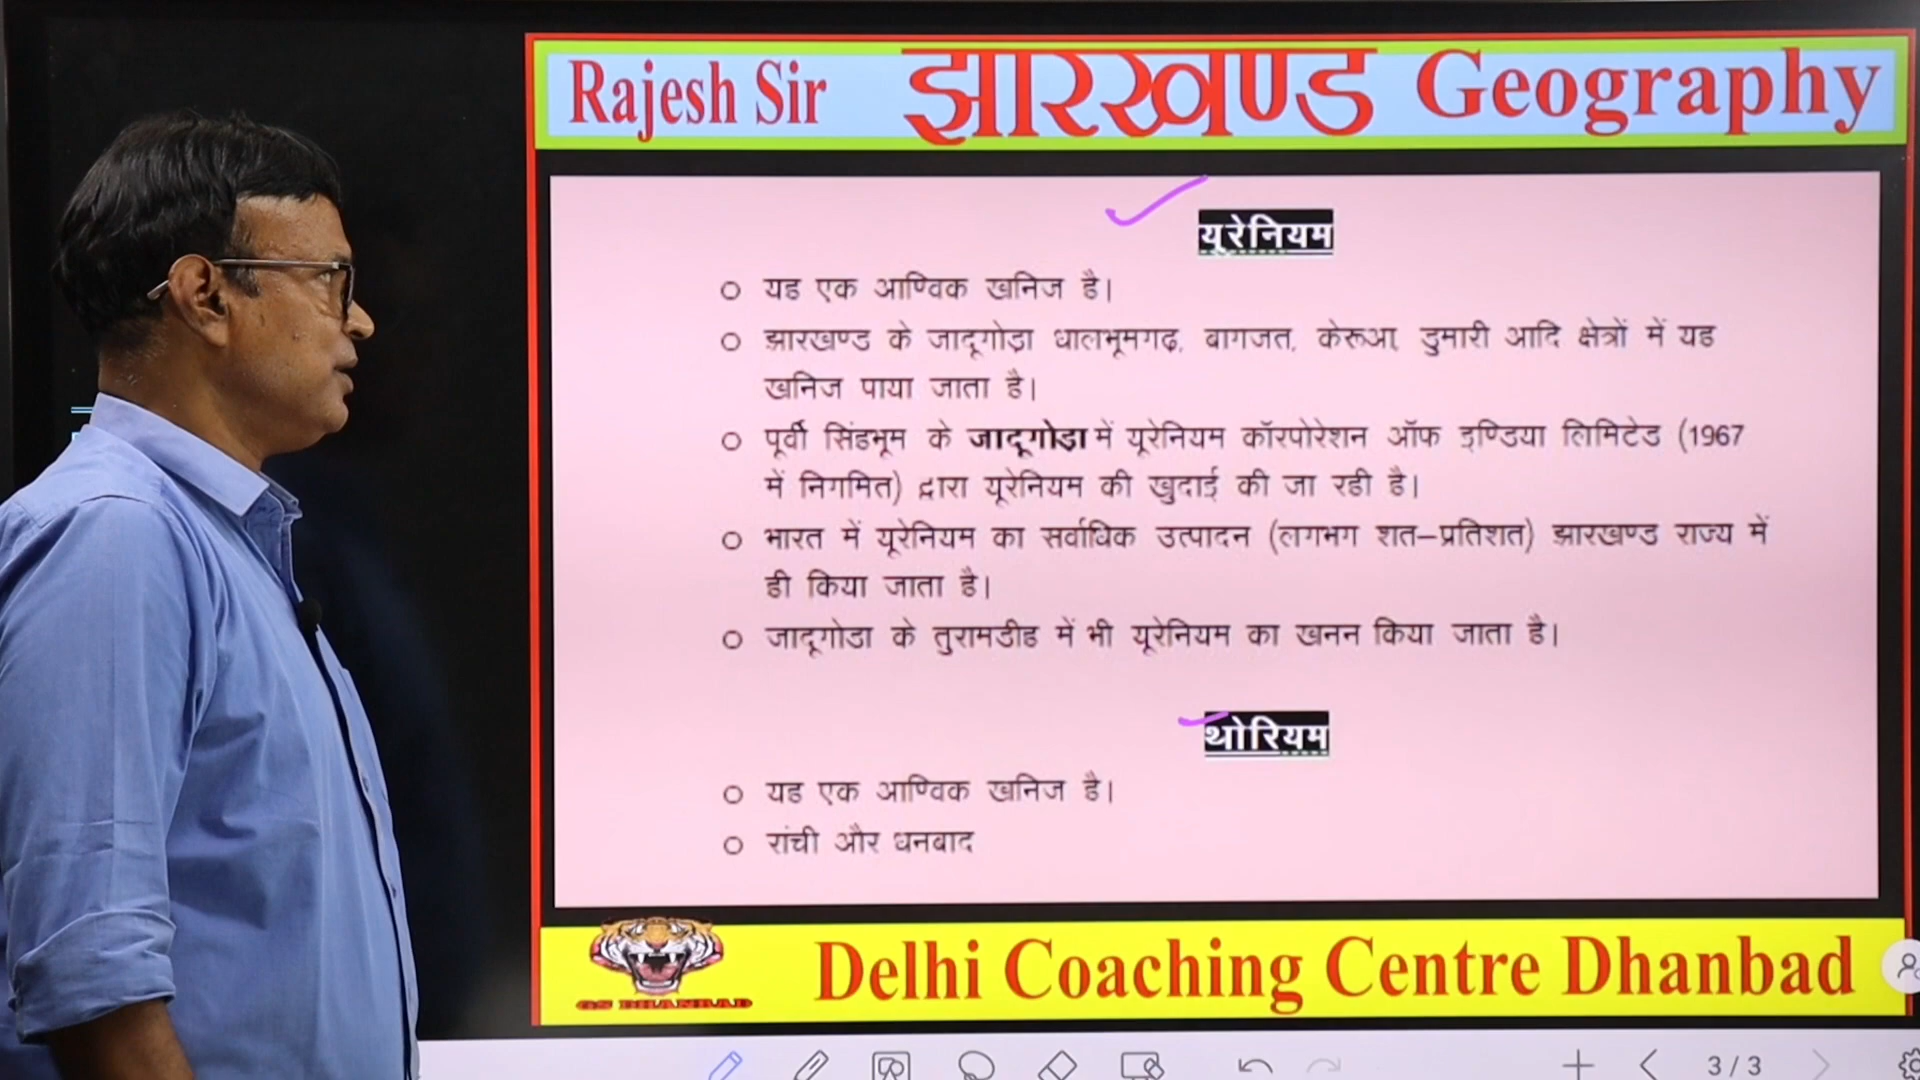 Rajesh Sir झारखण्ड Geography
यूरेनियम
○ यह एक आण्विक खनिज है।
○ झारखण्ड के जादूगोड़ा धालभूमगढ़, बागजत, केरूआ, डुमारी आदि क्षेत्रों में यह
खनिज पाया जाता है।
○ पूर्वी सिंहभूम के जादूगोड़ा में यूरेनियम कॉरपोरेशन ऑफ इण्डिया लिमिटेड (1967
में निगमित) द्वारा यूरेनियम की खुदाई की जा रही है।
○ भारत में यूरेनियम का सर्वाधिक उत्पादन (लगभग शत–प्रतिशत) झारखण्ड राज्य में
ही किया जाता है।
○ जादूगोडा के तुरामडीह में भी यूरेनियम का खनन किया जाता है।
थोरियम
○ यह एक आण्विक खनिज है।
○ रांची और धनबाद
GS DHANBAD
Delhi Coaching Centre Dhanbad
3 / 3